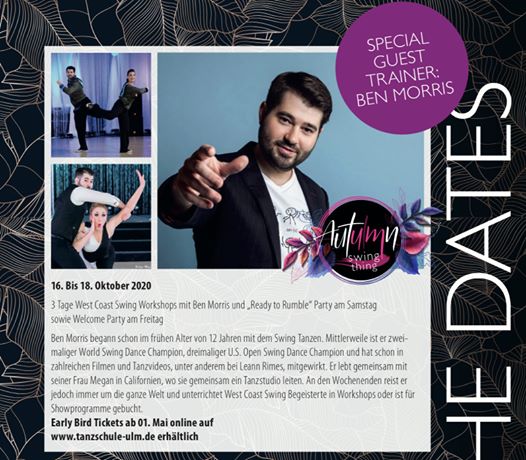 SPECIAL
GUEST
TRAINER:
BEN MORRIS
HE DATES
Autulmn
swing
thing
16. Bis 18. Oktober 2020
3 Tage West Coast Swing Workshops mit Ben Morris und „Ready to Rumble“ Party am Samstag
sowie Welcome Party am Freitag
Ben Morris begann schon im frühen Alter von 12 Jahren mit dem Swing Tanzen. Mittlerweile ist er zwei-
maliger World Swing Dance Champion, dreimaliger U.S. Open Swing Dance Champion und hat schon in
zahlreichen Filmen und Tanzvideos, unter anderem bei Leann Rimes, mitgewirkt. Er lebt gemeinsam mit
seiner Frau Megan in Californien, wo sie gemeinsam ein Tanzstudio leiten. An den Wochenenden reist er
jedoch immer um die ganze Welt und unterrichtet West Coast Swing Begeisterte in Workshops oder ist für
Showprogramme gebucht.
Early Bird Tickets ab 01. Mai online auf
www.tanzschule-ulm.de erhältlich